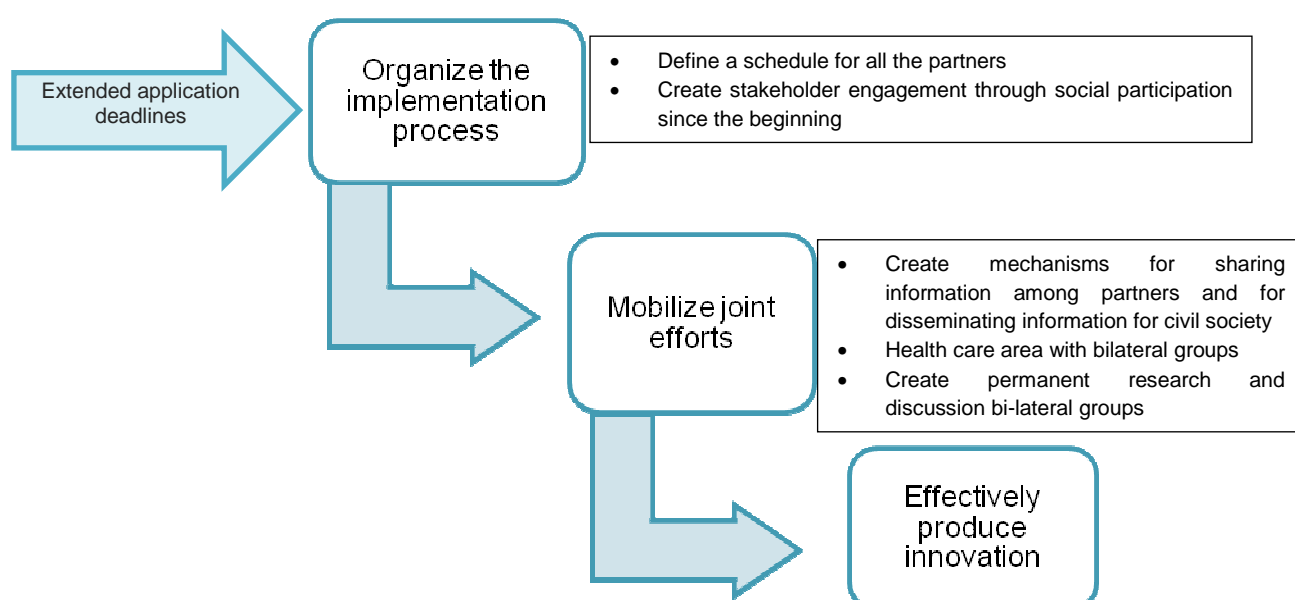 Extended application
deadlines
Organize the
implementation
process
• Define a schedule for all the partners
• Create stakeholder engagement through social participation
since the beginning
Mobilize joint
efforts
• Create mechanisms for sharing
information among partners and for
disseminating information for civil society
• Health care area with bilateral groups
• Create permanent research and
discussion bi-lateral groups
Effectively
produce
innovation